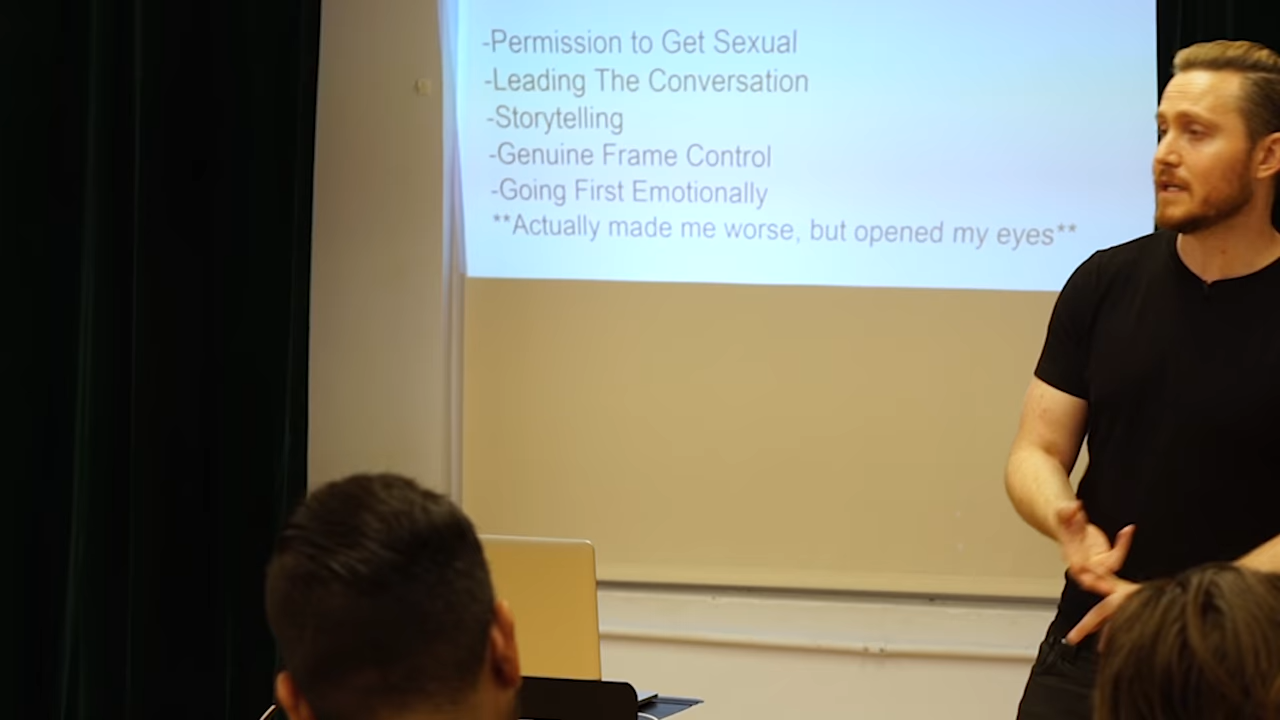 -Permission to Get Sexual
-Leading The Conversation
-Storytelling
-Genuine Frame Control
-Going First Emotionally
**Actually made me worse, but opened my eyes**